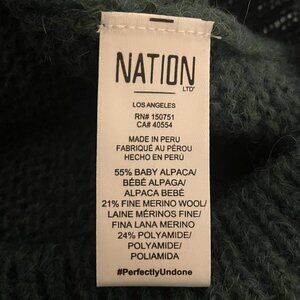 NATION
LTD
LOS ANGELES
RN# 150751
CA# 40554
MADE IN PERU
FABRIQUÉ AU PÉROU
HECHO EN PERÚ
55% BABY ALPACA/
BÉBÉ ALPAGA/
ALPACA BEBÉ
21% FINE MERINO WOOL/
LAINE MÉRINOS FINE/
FINA LANA MERINO
24% POLYAMIDE/
POLYAMIDE/
POLIAMIDA
#PerfectlyUndone